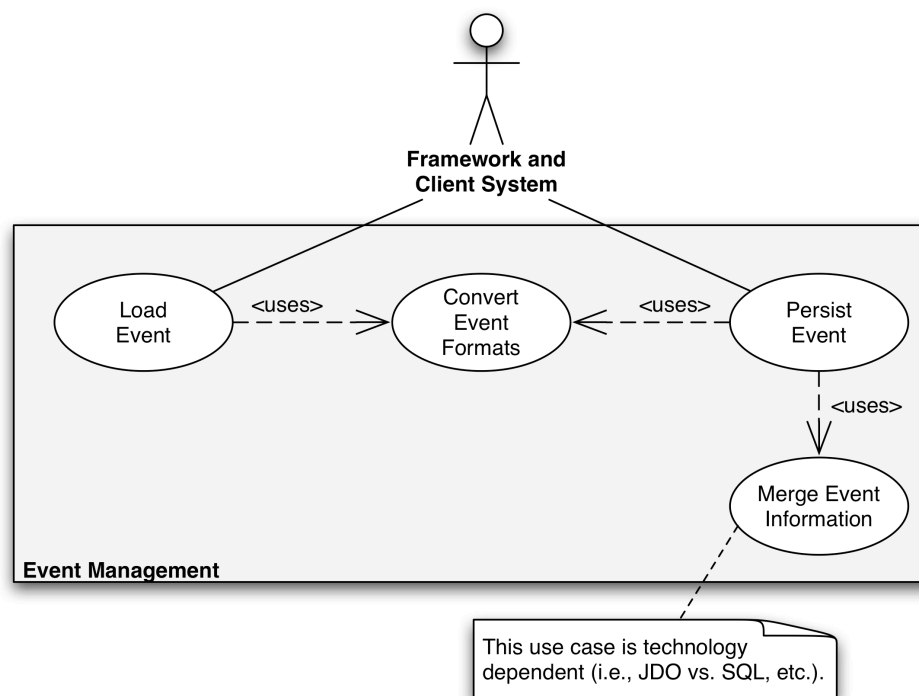 Framework and
Client System
Load
Event
<uses>
Convert
Event
Formats
<uses>
Persist
Event
<uses>
Merge Event
Information
Event Management
This use case is technology
dependent (i.e., JDO vs. SQL, etc.).